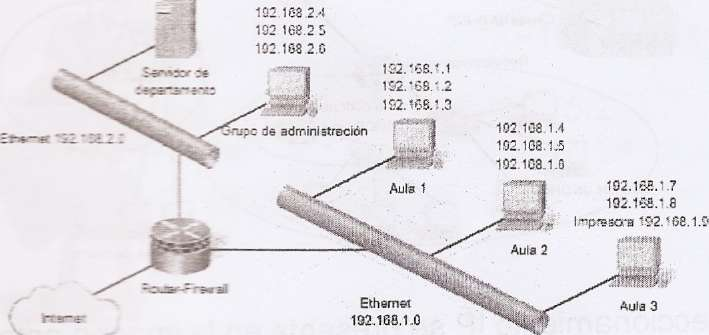 192.168.2.4
192.168.2.5
192.168.2.6
Servidor de
departamento
192.168.1.1
192.168.1.2
192.168.1.3
Ethernet 192.168.2.0
Grupo de administración
192.168.1.4
192.168.1.5
192.168.1.6
Aula 1
192.168.1.7
192.168.1.8
Impresora 192.168.1.9
Aula 2
Router-Firewall
Ethernet
192.168.1.0
Aula 3
Internet